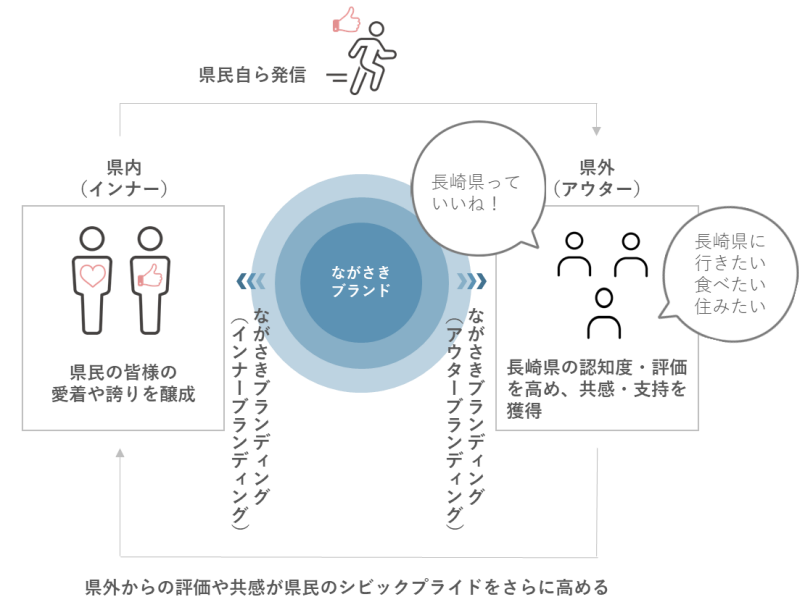 県民自ら発信
県内
（インナー）
県外
（アウター）
長崎県って
いいね！
長崎県に
行きたい
食べたい
住みたい
ながさき
ブランド
ながさきブランディング
（インナーブランディング）
ながさきブランディング
（アウターブランディング）
県民の皆様の
愛着や誇りを醸成
長崎県の認知度・評価
を高め、共感・支持を
獲得
県外からの評価や共感が県民のシビックプライドをさらに高める